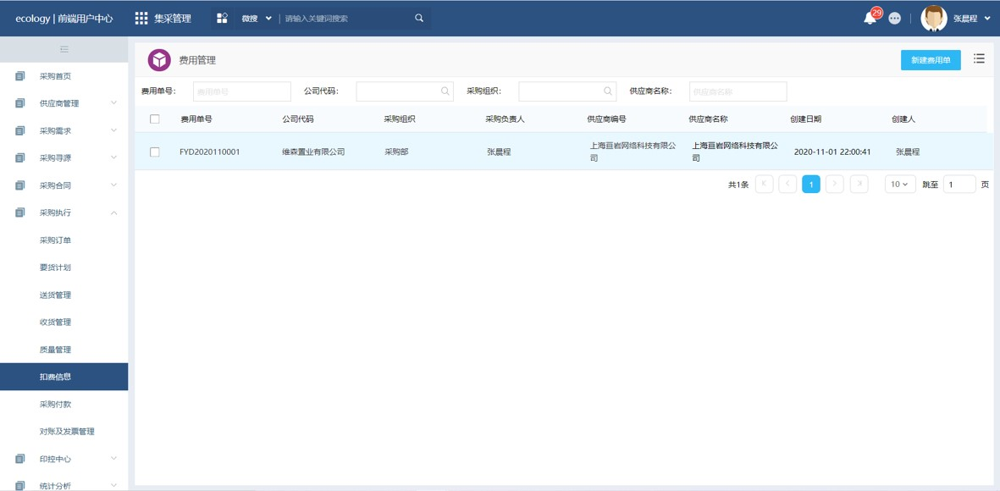 ecology | 前端用户中心 集采管理 微搜 请输入关键词搜索 29 张晨程
采购首页
供应商管理
采购需求
采购寻源
采购合同
采购执行
采购订单
要货计划
送货管理
收货管理
质量管理
扣费信息
采购付款
对账及发票管理
印控中心
统计分析
费用管理 新建费用单
费用单号： 费用单号 公司代码： 采购组织： 供应商名称： 供应商名称
费用单号 公司代码 采购组织 采购负责人 供应商编号 供应商名称 创建日期 创建人
FYD2020110001 维森置业有限公司 采购部 张晨程 上海亘岩网络科技有限公 上海亘岩网络科技有限公 2020-11-01 22:00:41 张晨程
司 司
共1条 1 10 跳至 1 页